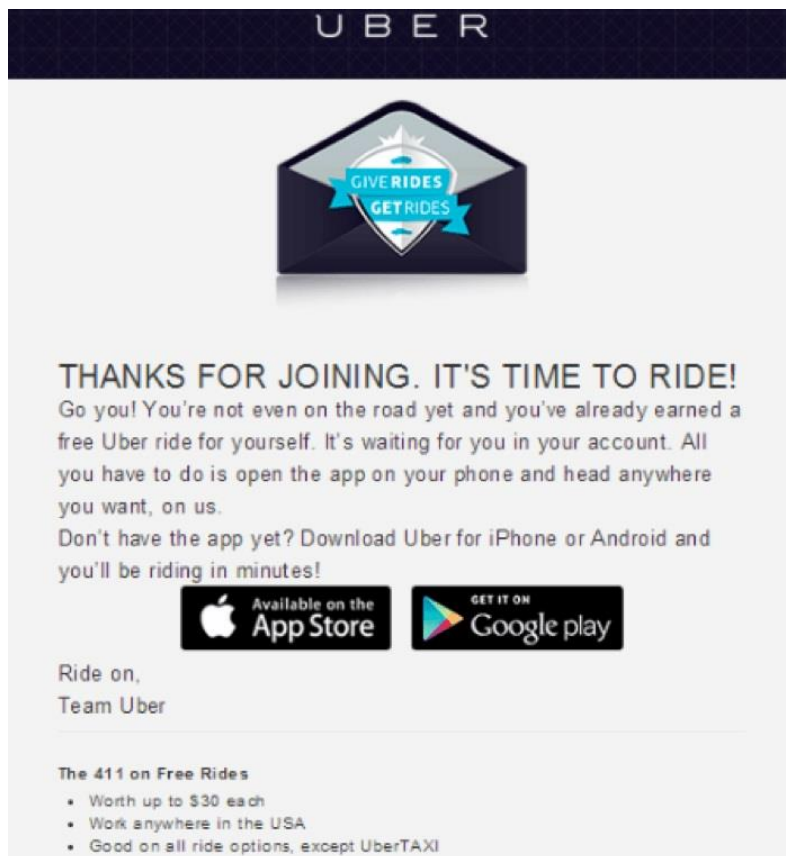 UBER
GIVE RIDES
GET RIDES
THANKS FOR JOINING. IT'S TIME TO RIDE!
Go you! You're not even on the road yet and you've already earned a
free Uber ride for yourself. It's waiting for you in your account. All
you have to do is open the app on your phone and head anywhere
you want, on us.
Don't have the app yet? Download Uber for iPhone or Android and
you'll be riding in minutes!
Available on the
App Store
GET IT ON
Google play
Ride on,
Team Uber
The 411 on Free Rides
• Worth up to $30 each
• Work anywhere in the USA
• Good on all ride options, except UberTAXI